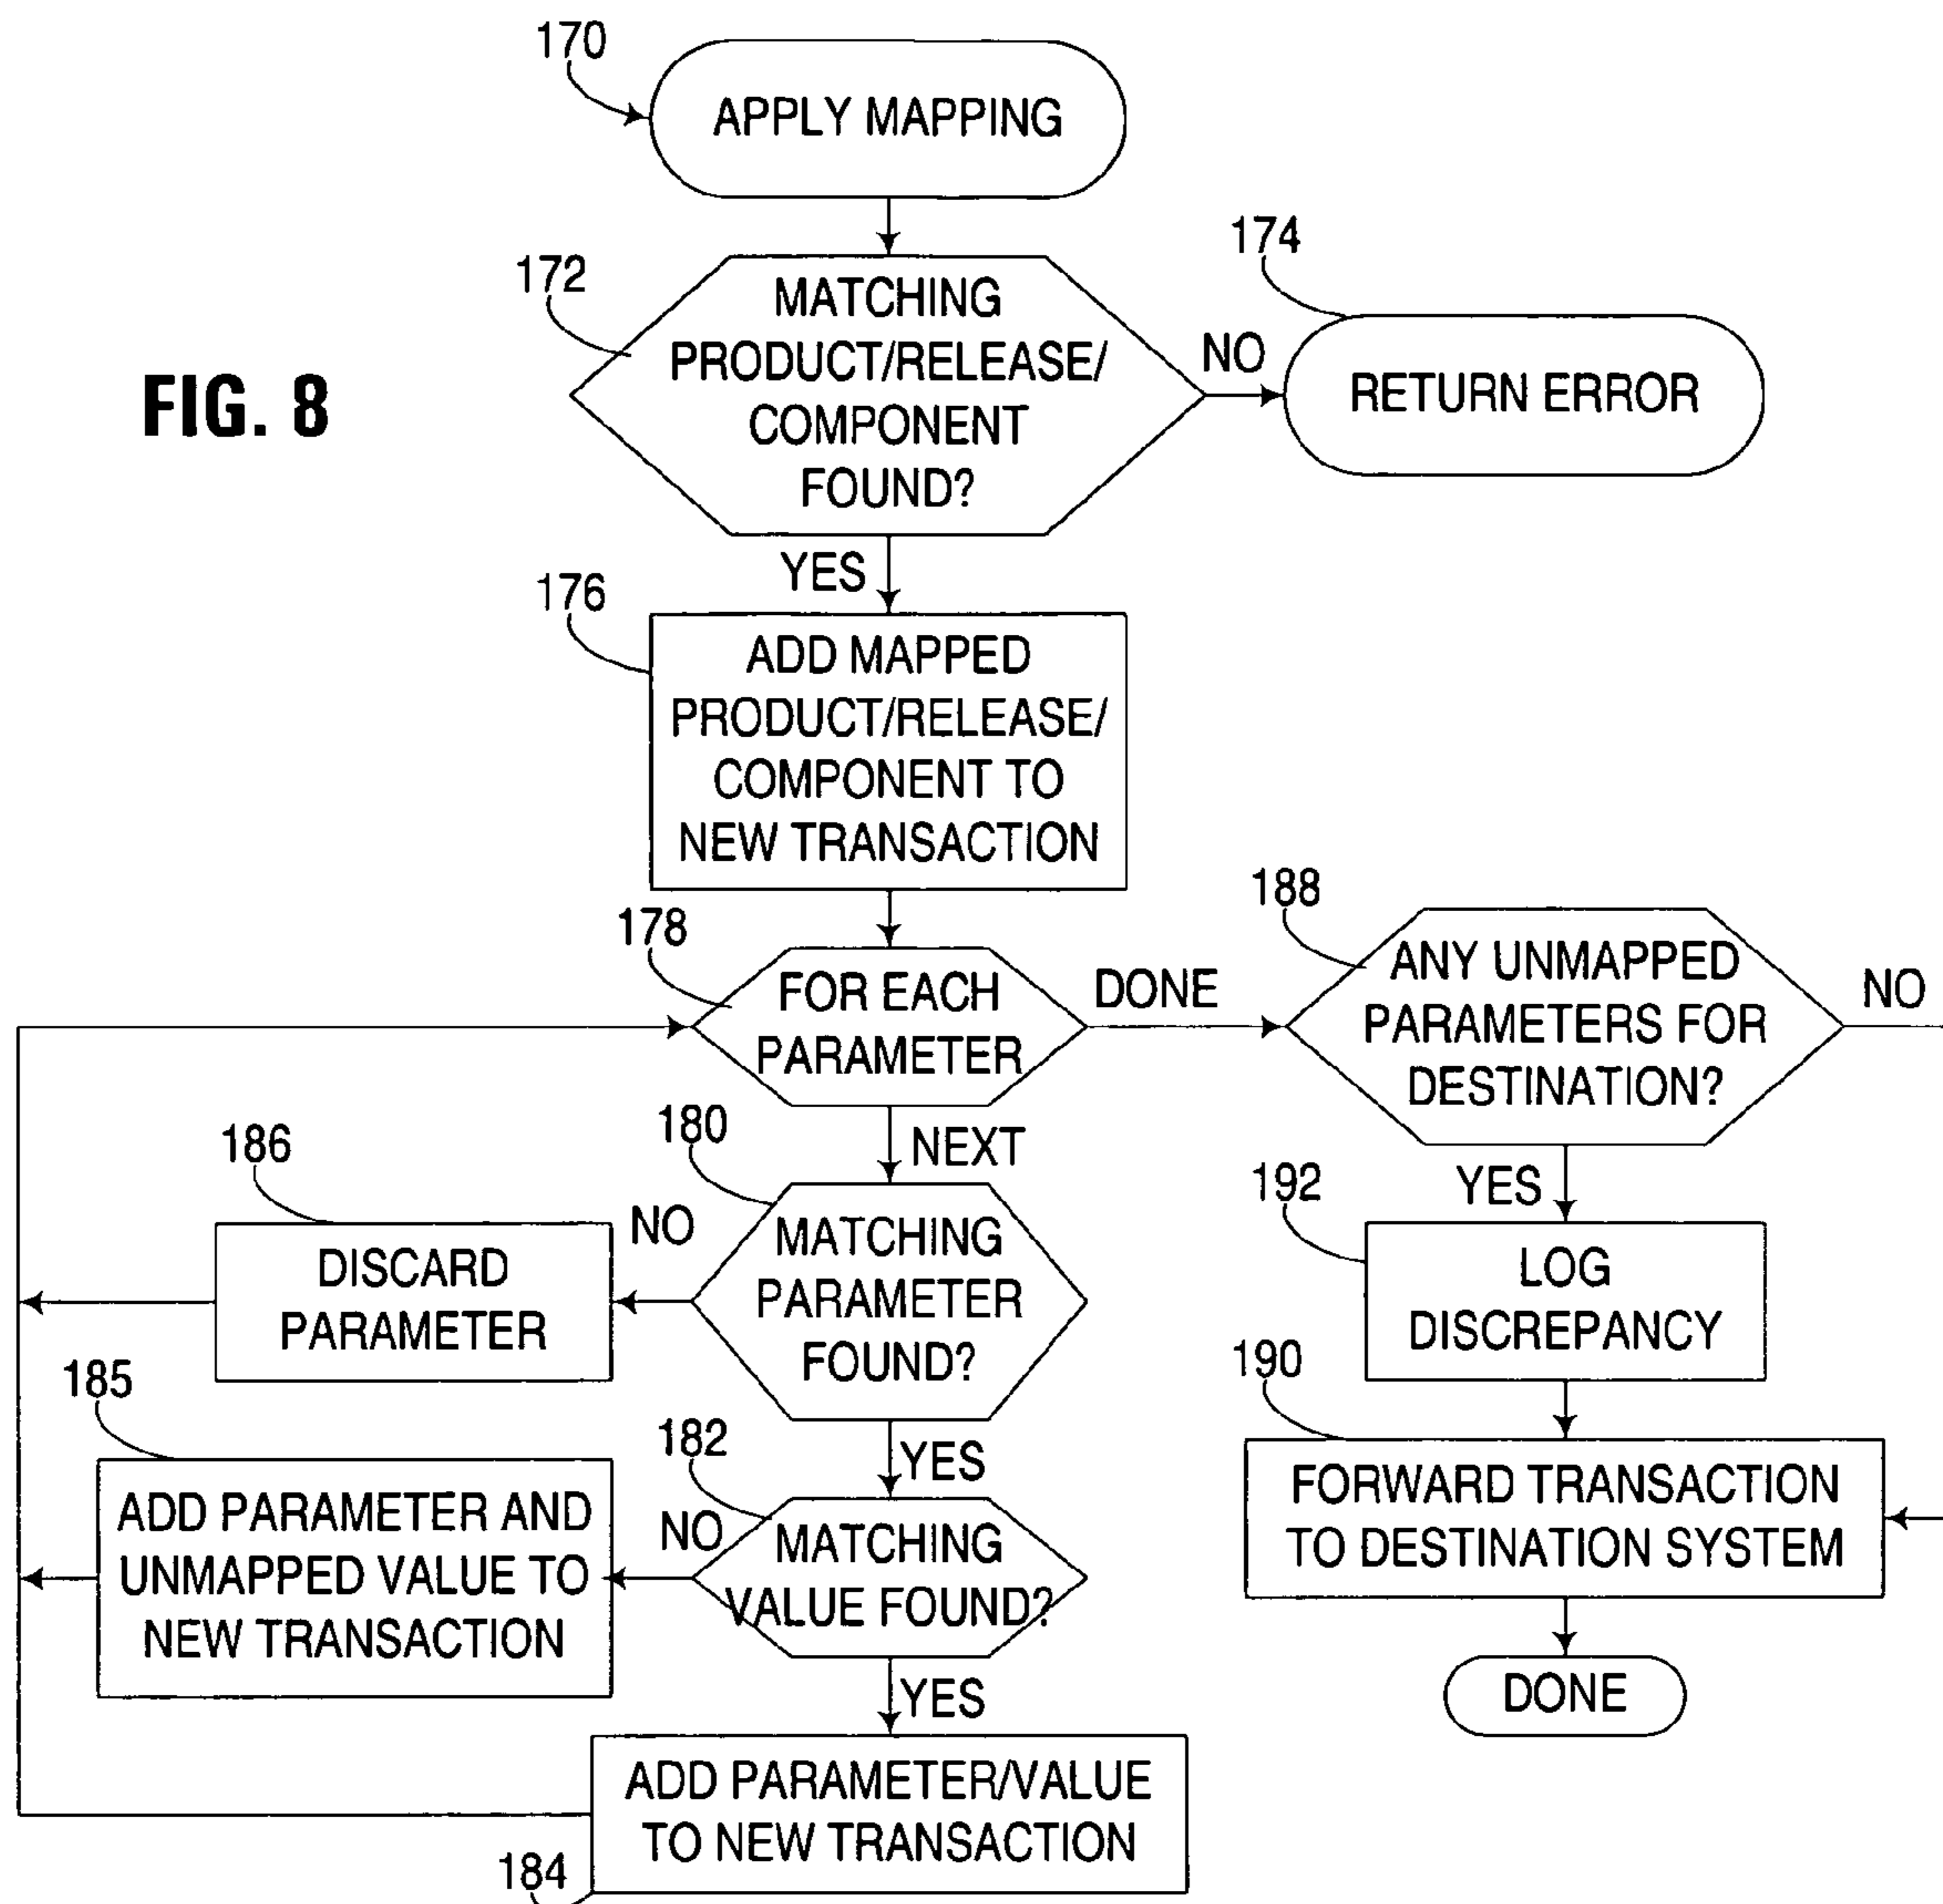 170
APPLY MAPPING
174
172
MATCHING
PRODUCT/RELEASE/
COMPONENT
FOUND?
NO
RETURN ERROR
FIG. 8
YES
176
ADD MAPPED
PRODUCT/RELEASE/
COMPONENT TO
NEW TRANSACTION
178
FOR EACH
PARAMETER
DONE
188
ANY UNMAPPED
PARAMETERS FOR
DESTINATION?
NO
NEXT
180
186
NO
DISCARD
PARAMETER
MATCHING
PARAMETER
FOUND?
YES
192
LOG
DISCREPANCY
185
182
YES
190
ADD PARAMETER AND
UNMAPPED VALUE TO
NEW TRANSACTION
NO
MATCHING
VALUE FOUND?
FORWARD TRANSACTION
TO DESTINATION SYSTEM
YES
DONE
ADD PARAMETER/VALUE
TO NEW TRANSACTION
184